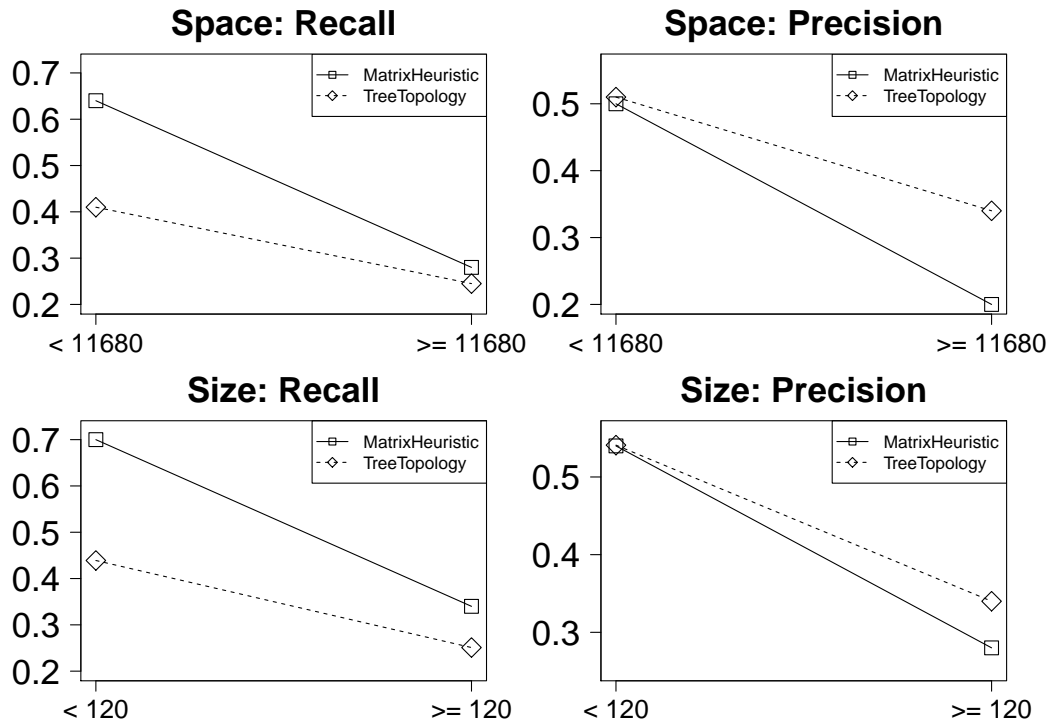 Space: Recall
0.7
0.6
0.5
0.4
0.3
0.2
MatrixHeuristic
TreeTopology
< 11680
>= 11680
Space: Precision
0.5
0.4
0.3
0.2
MatrixHeuristic
TreeTopology
< 11680
>= 11680
Size: Recall
0.7
0.6
0.5
0.4
0.3
0.2
MatrixHeuristic
TreeTopology
< 120
>= 120
Size: Precision
0.5
0.4
0.3
MatrixHeuristic
TreeTopology
< 120
>= 120